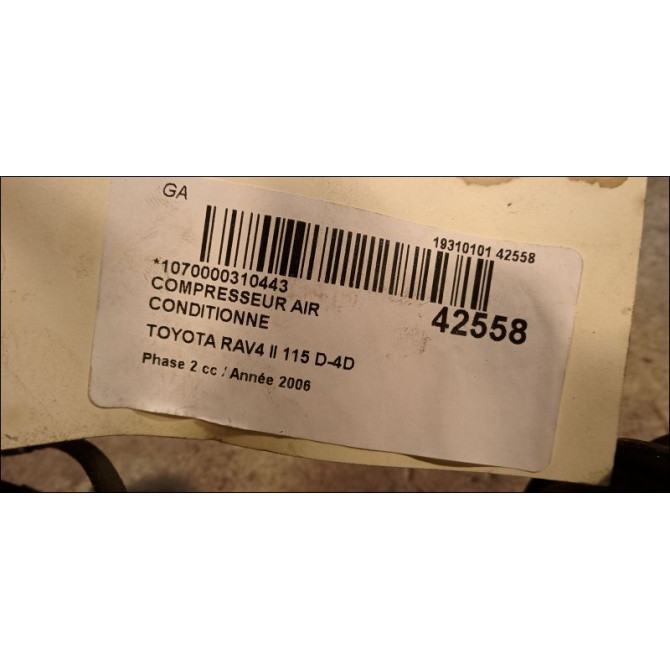 GA
19310101 42558
*1070000310443
42558
COMPRESSEUR AIR
CONDITIONNE
TOYOTA RAV4 II 115 D-4D
Phase 2 cc / Année 2006